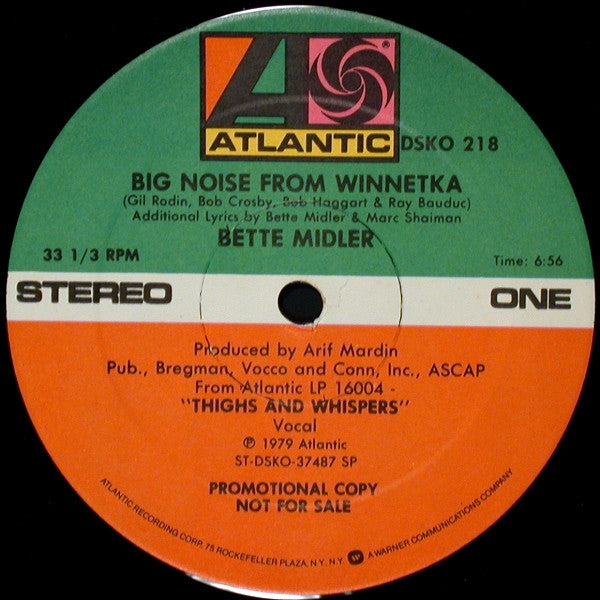 ATLANTIC
®
DSKO 218
BIG NOISE FROM WINNETKA
(Gil Rodin, Bob Crosby, Bob Haggart & Ray Bauduc)
Additional Lyrics by Bette Midler & Marc Shaiman
BETTE MIDLER
33 1/3 RPM
Time: 6:56
STEREO
ONE
Produced by Arif Mardin
Pub., Bregman, Vocco and Conn, Inc., ASCAP
From Atlantic LP 16004 -
"THIGHS AND WHISPERS"
Vocal
℗ 1979 Atlantic
ST-DSKO-37487 SP
PROMOTIONAL COPY
NOT FOR SALE
ATLANTIC RECORDING CORP. 75 ROCKEFELLER PLAZA, N.Y. N.Y. A WARNER COMMUNICATIONS COMPANY